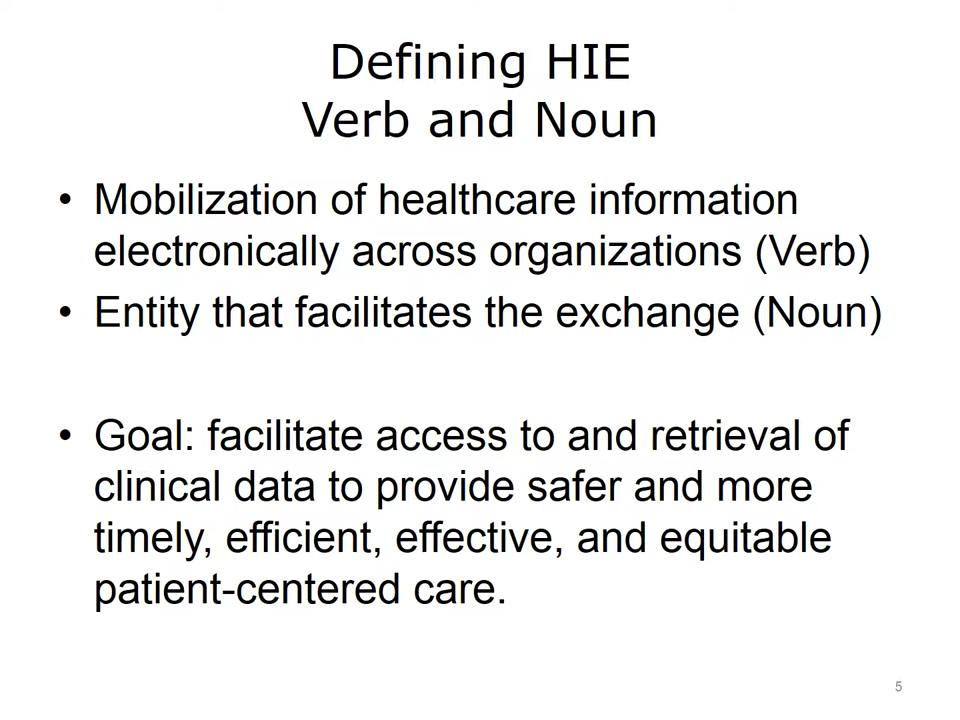 Defining HIE
Verb and Noun
• Mobilization of healthcare information
electronically across organizations (Verb)
• Entity that facilitates the exchange (Noun)
• Goal: facilitate access to and retrieval of
clinical data to provide safer and more
timely, efficient, effective, and equitable
patient-centered care.
5